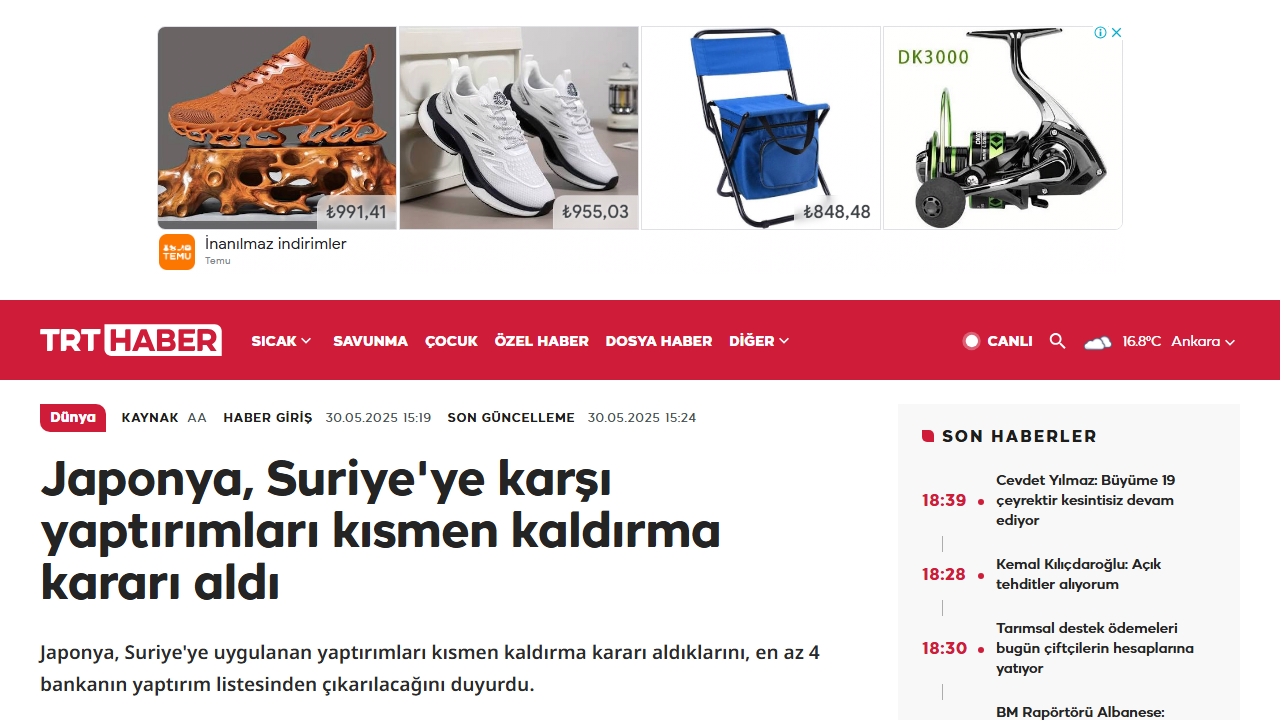 DK3000
₺991,41
₺955,03
₺848,48
TEMU
İnanılmaz indirimler
Temu
TRT HABER
SICAK
SAVUNMA
ÇOCUK
ÖZEL HABER
DOSYA HABER
DİĞER
CANLI
16.8°C
Ankara
Dünya
KAYNAK AA HABER GİRİŞ 30.05.2025 15:19 SON GÜNCELLEME 30.05.2025 15:24
Japonya, Suriye'ye karşı
yaptırımları kısmen kaldırma
kararı aldı
Japonya, Suriye'ye uygulanan yaptırımları kısmen kaldırma kararı aldıklarını, en az 4
bankanın yaptırım listesinden çıkarılacağını duyurdu.
SON HABERLER
18:39
Cevdet Yılmaz: Büyüme 19
çeyrektir kesintisiz devam
ediyor
18:28
Kemal Kılıçdaroğlu: Açık
tehditler alıyorum
18:30
Tarımsal destek ödemeleri
bugün çiftçilerin hesaplarına
yatıyor
BM Rapörtörü Albanese: